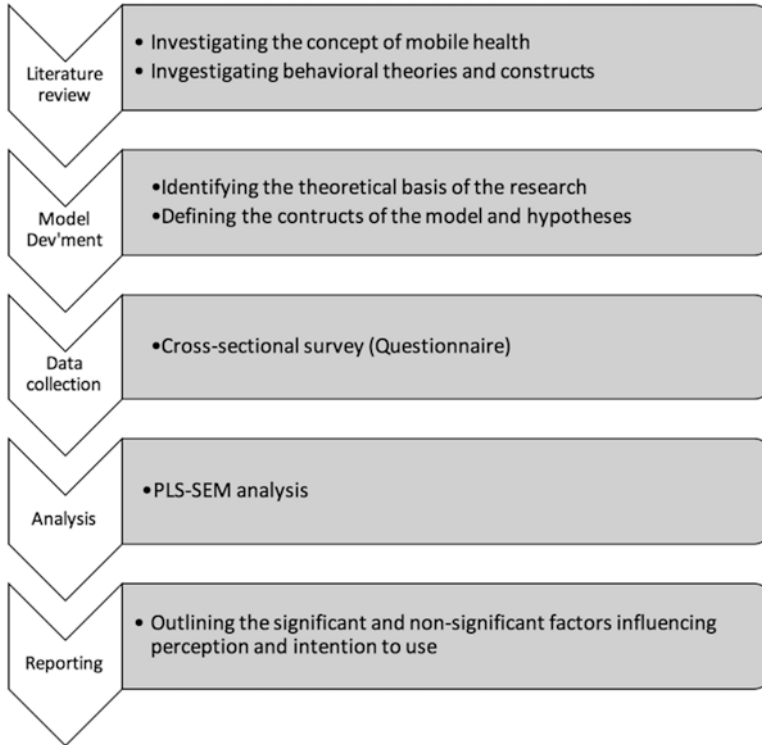 Literature
review
• Investigating the concept of mobile health
• Invgestigating behavioral theories and constructs
Model
Dev'ment
•Identifying the theoretical basis of the research
•Defining the contructs of the model and hypotheses
Data
collection
•Cross-sectional survey (Questionnaire)
Analysis
•PLS-SEM analysis
Reporting
• Outlining the significant and non-significant factors influencing
perception and intention to use